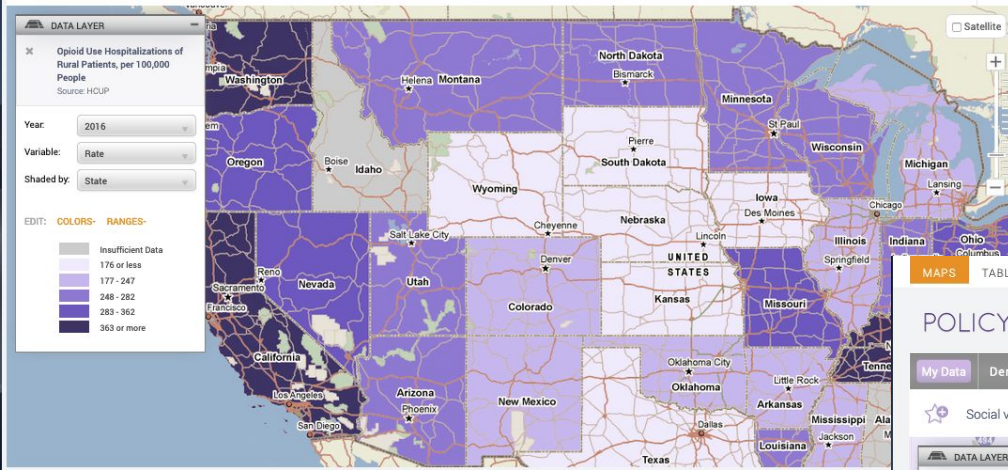 DATA LAYER
Opioid Use Hospitalizations of
Rural Patients, per 100,000
People
Source: HCUP
Year:
2016
Variable:
Rate
Shaded by:
State
EDIT: COLORS- RANGES-
Insufficient Data
176 or less
177 - 247
248 - 282
283 - 362
363 or more
Satellite
Washington
Helena
Montana
North Dakota
Bismarck
Minnesota
St Paul
Wisconsin
Michigan
Lansing
Oregon
Boise
Idaho
Pierre
South Dakota
Wyoming
Iowa
Des Moines
Chicago
Cheyenne
Nebraska
Lincoln
Salt Lake City
UNITED
STATES
Illinois
Springfield
Indiana
Ohio
Columbus
Reno
Nevada
Sacramento
Francisco
Utah
Denver
Colorado
Kansas
Missouri
California
Los Angeles
San Diego
Arizona
Phoenix
New Mexico
Oklahoma City
Oklahoma
Little Rock
Arkansas
Mississippi
Jackson
Dallas
Texas
Louisiana
MAPS
POLICY
My Data
Social
DATA LAYER